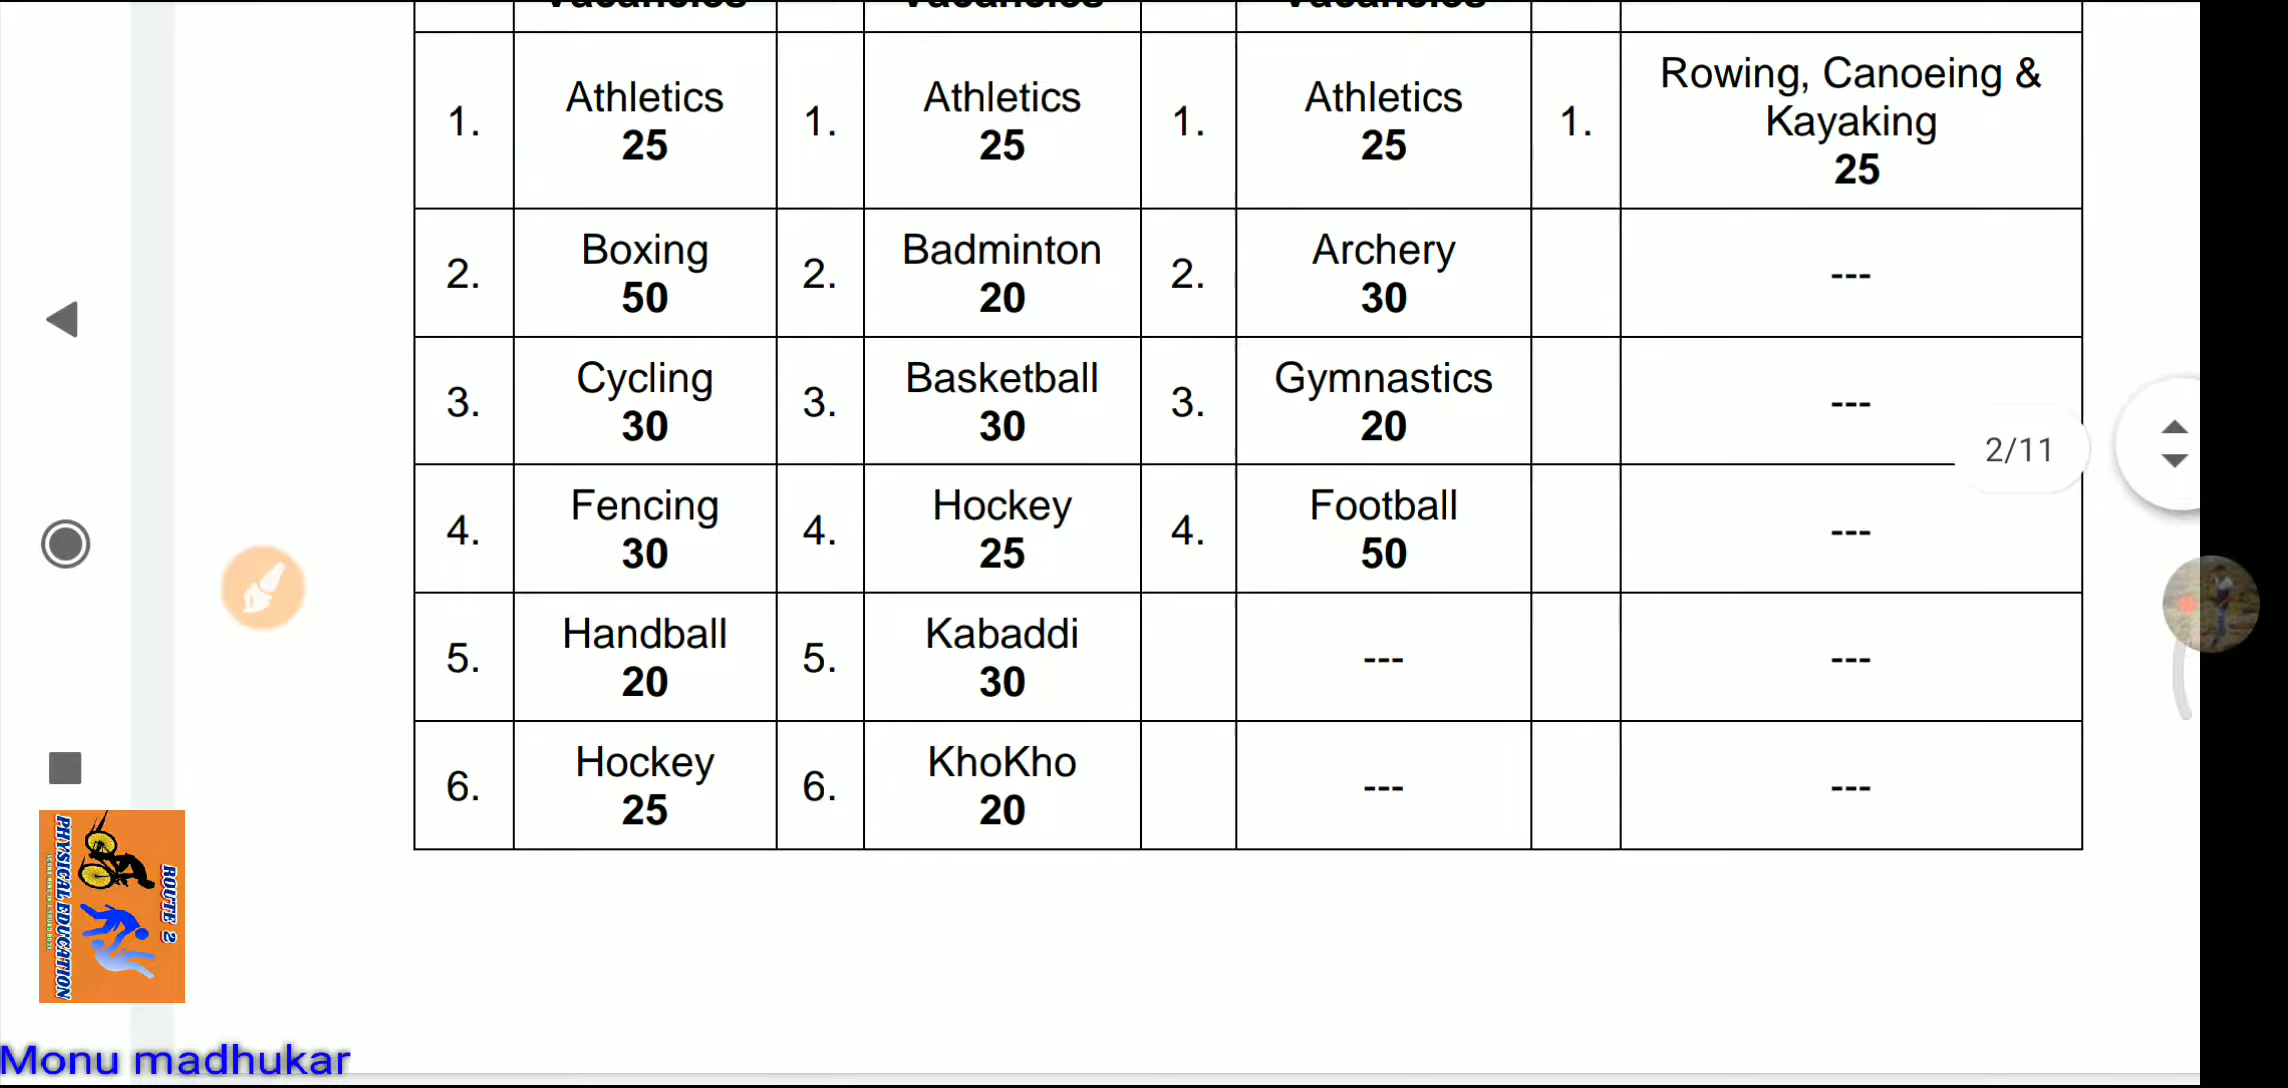 vacancies vacancies vacancies
1. Athletics 25 1. Athletics 25 1. Athletics 25 1. Rowing, Canoeing & Kayaking 25
2. Boxing 50 2. Badminton 20 2. Archery 30 ---
3. Cycling 30 3. Basketball 30 3. Gymnastics 20 ---
2/11
4. Fencing 30 4. Hockey 25 4. Football 50 ---
5. Handball 20 5. Kabaddi 30 --- ---
6. Hockey 25 6. KhoKho 20 --- ---
ROUTE 2
PHYSICAL EDUCATION
Monu madhukar